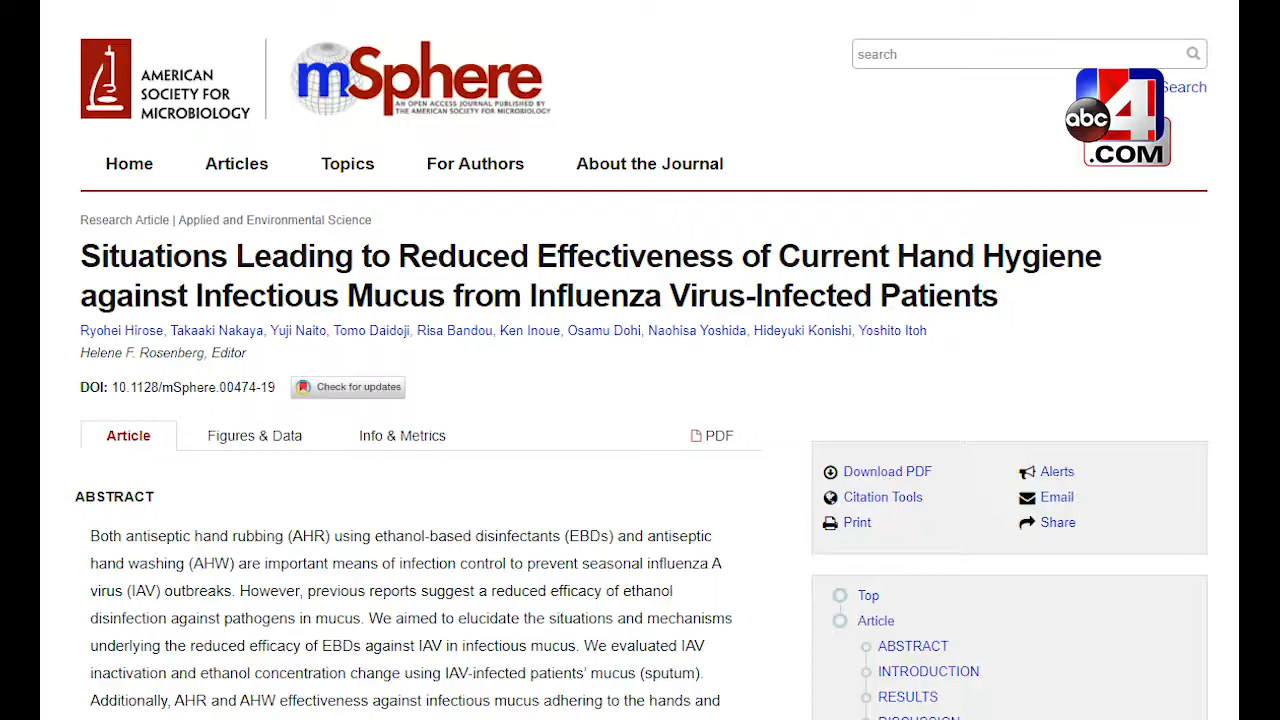 AMERICAN
SOCIETY FOR
MICROBIOLOGY
mSphere
AN OPEN ACCESS JOURNAL PUBLISHED BY
THE AMERICAN SOCIETY FOR MICROBIOLOGY
search
Search
abc 4
.COM
Home Articles Topics For Authors About the Journal
Research Article | Applied and Environmental Science
Situations Leading to Reduced Effectiveness of Current Hand Hygiene
against Infectious Mucus from Influenza Virus-Infected Patients
Ryohei Hirose, Takaaki Nakaya, Yuji Naito, Tomo Daidoji, Risa Bandou, Ken Inoue, Osamu Dohi, Naohisa Yoshida, Hideyuki Konishi, Yoshito Itoh
Helene F. Rosenberg, Editor
DOI: 10.1128/mSphere.00474-19 Check for updates
Article Figures & Data Info & Metrics PDF
ABSTRACT
Both antiseptic hand rubbing (AHR) using ethanol-based disinfectants (EBDs) and antiseptic
hand washing (AHW) are important means of infection control to prevent seasonal influenza A
virus (IAV) outbreaks. However, previous reports suggest a reduced efficacy of ethanol
disinfection against pathogens in mucus. We aimed to elucidate the situations and mechanisms
underlying the reduced efficacy of EBDs against IAV in infectious mucus. We evaluated IAV
inactivation and ethanol concentration change using IAV-infected patients’ mucus (sputum).
Additionally, AHR and AHW effectiveness against infectious mucus adhering to the hands and
Download PDF Alerts
Citation Tools Email
Print Share
Top
Article
ABSTRACT
INTRODUCTION
RESULTS
DISCUSSION